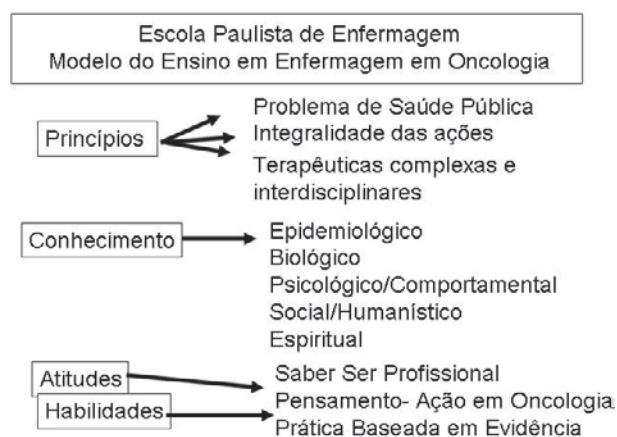 Escola Paulista de Enfermagem
Modelo do Ensino em Enfermagem em Oncologia
Princípios
Problema de Saúde Pública
Integralidade das ações
Terapêuticas complexas e
interdisciplinares
Conhecimento
Epidemiológico
Biológico
Psicológico/Comportamental
Social/Humanístico
Espiritual
Atitudes
Habilidades
Saber Ser Profissional
Pensamento- Ação em Oncologia
Prática Baseada em Evidência